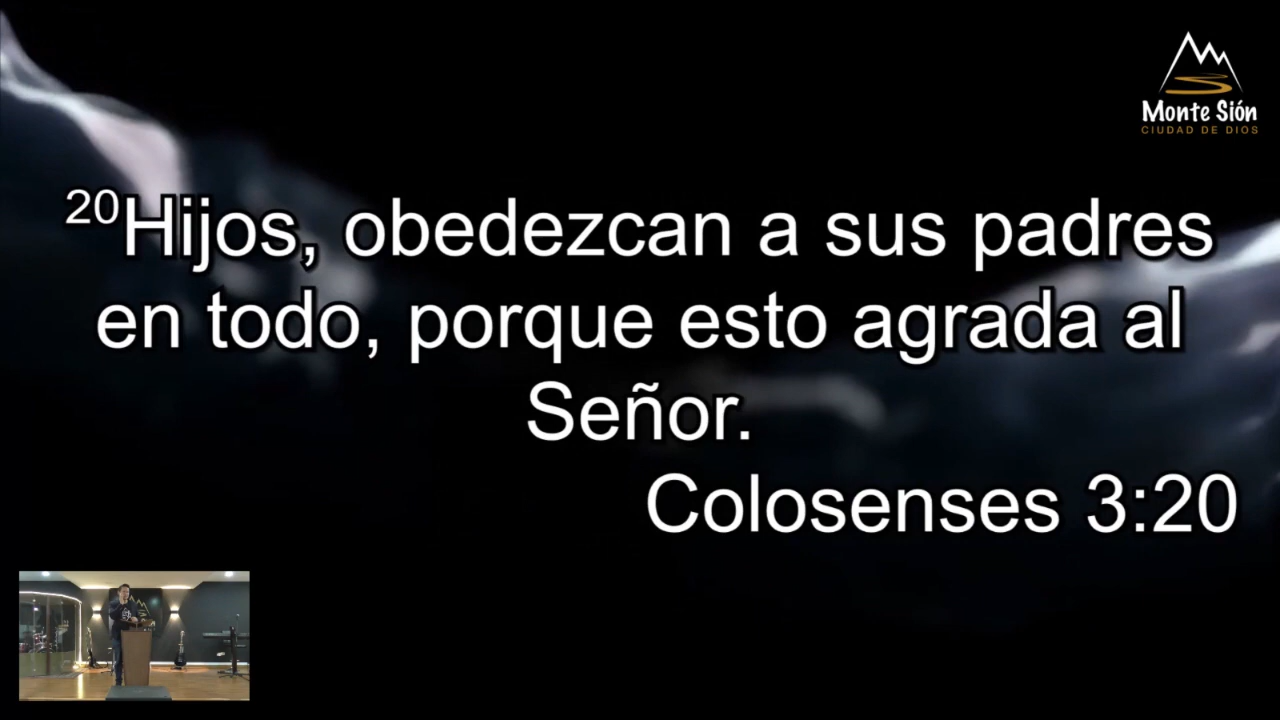 Monte Sión
CIUDAD DE DIOS
²⁰Hijos, obedezcan a sus padres
en todo, porque esto agrada al
Señor.
Colosenses 3:20